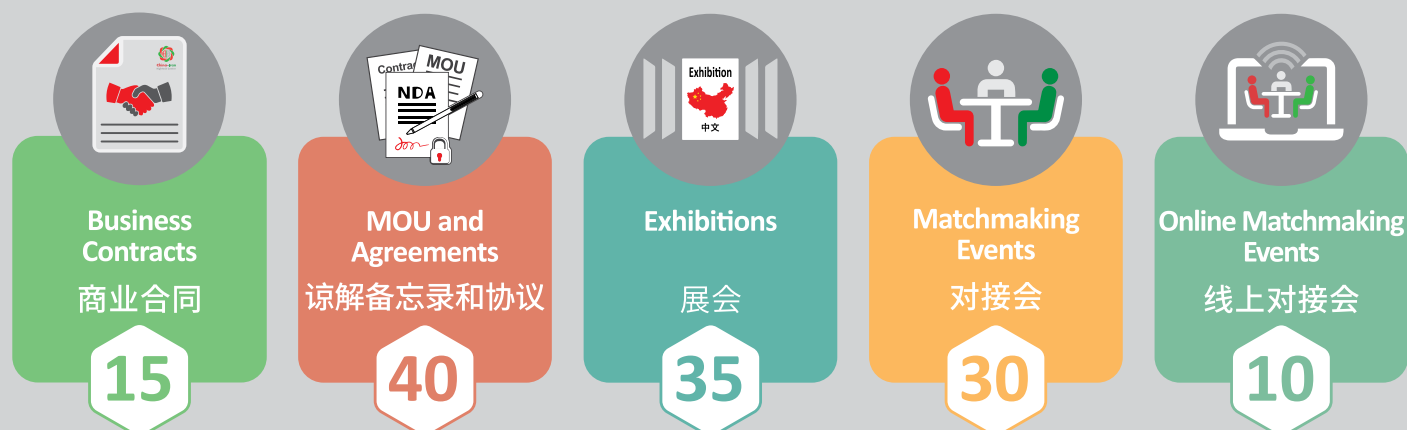 Contra
MOU
NDA
Exhibition
中文
Business
Contracts
商业合同
15
MOU and
Agreements
谅解备忘录和协议
40
Exhibitions
展会
35
Matchmaking
Events
对接会
30
Online Matchmaking
Events
线上对接会
10